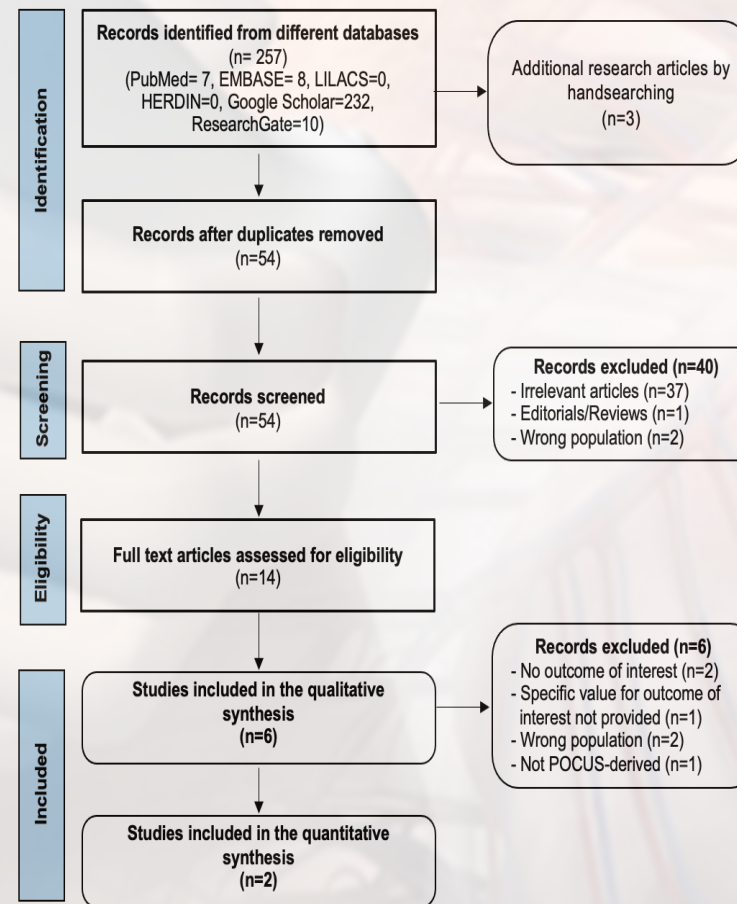 Identification
Records identified from different databases
(n= 257)
(PubMed= 7, EMBASE= 8, LILACS=0,
HERDIN=0, Google Scholar=232,
ResearchGate=10)
Additional research articles by
handsearching
(n=3)
Records after duplicates removed
(n=54)
Screening
Records screened
(n=54)
Records excluded (n=40)
- Irrelevant articles (n=37)
- Editorials/Reviews (n=1)
- Wrong population (n=2)
Eligibility
Full text articles assessed for eligibility
(n=14)
Included
Studies included in the qualitative
synthesis
(n=6)
Records excluded (n=6)
- No outcome of interest (n=2)
- Specific value for outcome of
interest not provided (n=1)
- Wrong population (n=2)
- Not POCUS-derived (n=1)
Studies included in the quantitative
synthesis
(n=2)